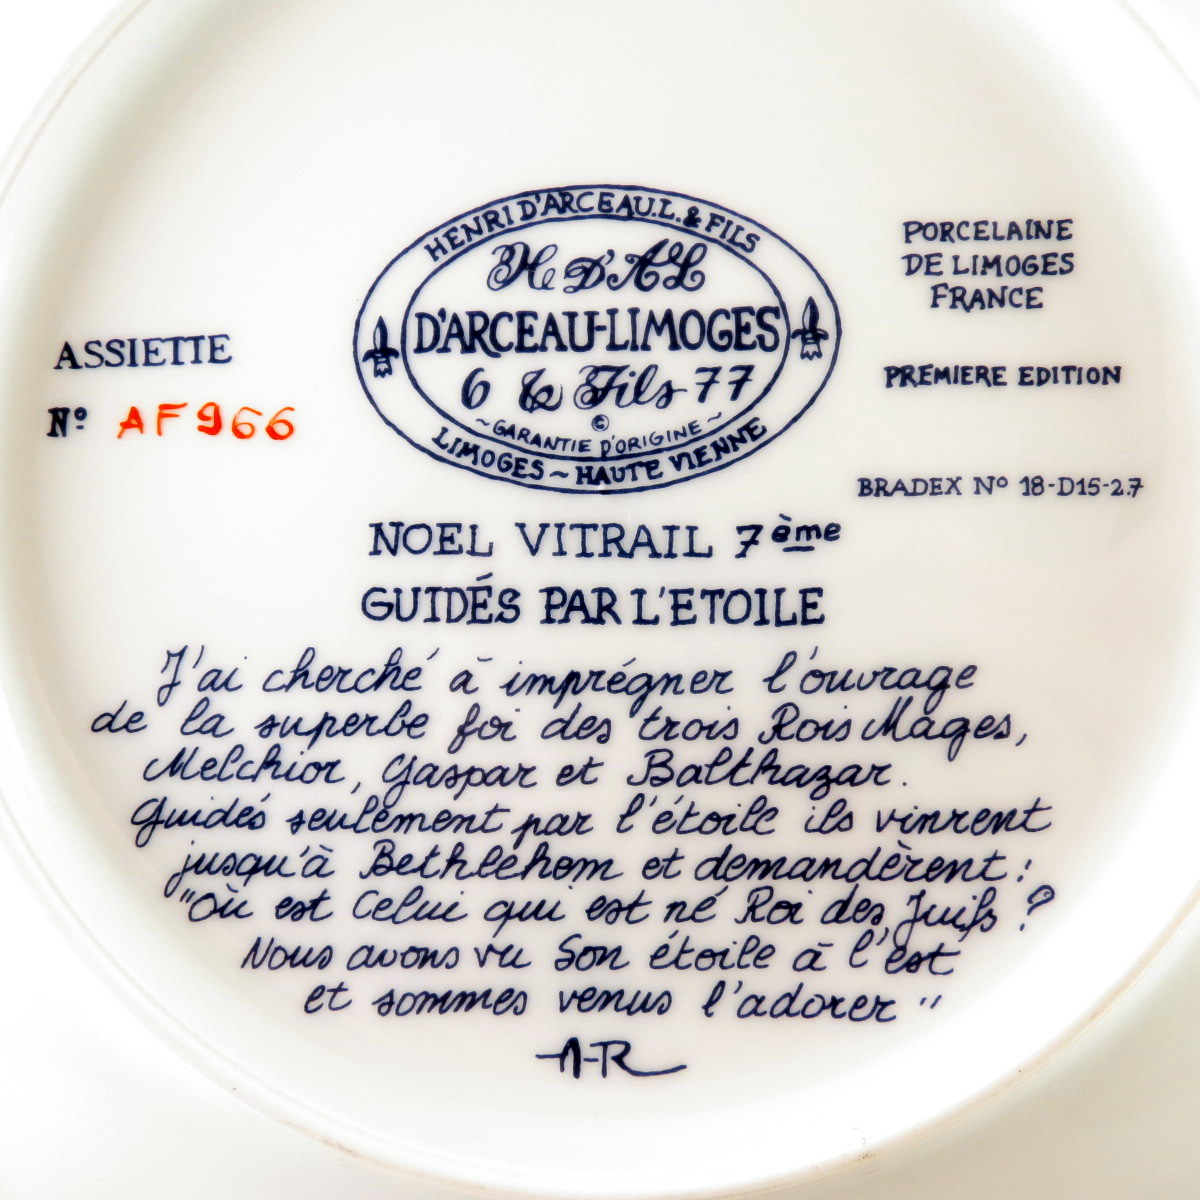 HENRI D'ARCEAU.L. & FILS
H D'AL
D'ARCEAU-LIMOGES
6 & Fils 77
©
~GARANTIE D'ORIGINE~
LIMOGES ~ HAUTE VIENNE
ASSIETTE
Nº AF966
PORCELAINE
DE LIMOGES
FRANCE
PREMIERE EDITION
BRADEX Nº 18-D15-2.7
NOEL VITRAIL 7ème
GUIDÉS PAR L'ETOILE
J'ai cherché à imprégner l'ouvrage
de la superbe foi des trois Rois Mages,
Melchior, Gaspar et Balthazar.
Guidés seulement par l'étoile ils vinrent
jusqu'à Bethléhem et demandèrent :
"Où est Celui qui est né Roi des Juifs ?
Nous avons vu Son étoile à l'est
et sommes venus l'adorer"
A-R